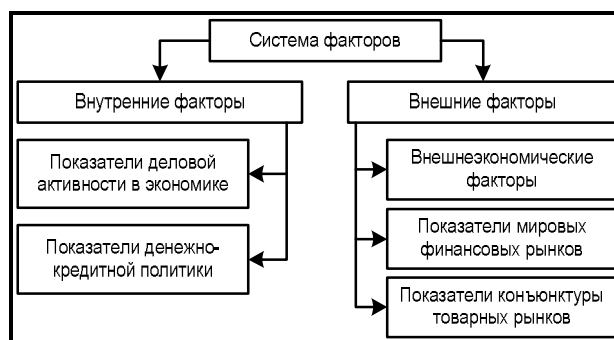 Система факторов
Внутренние факторы
Показатели деловой
активности в экономике
Показатели денежно-
кредитной политики
Внешние факторы
Внешнеэкономические
факторы
Показатели мировых
финансовых рынков
Показатели конъюнктуры
товарных рынков